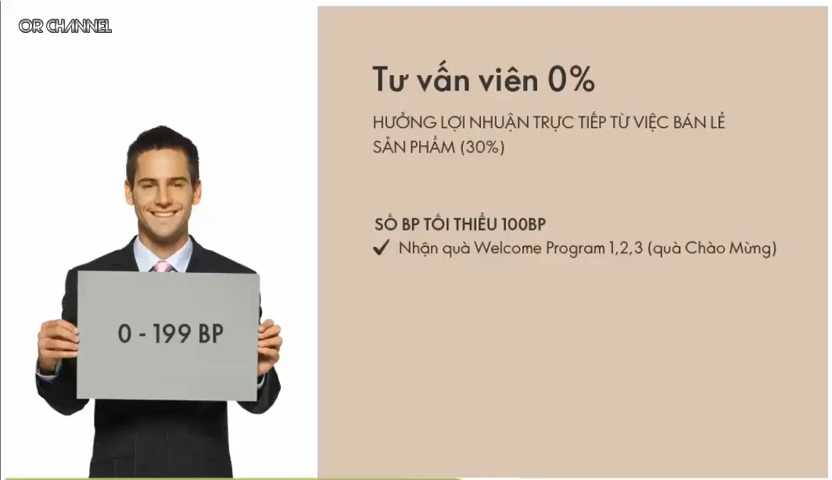 OR CHANNEL
Tư vấn viên 0%
HƯỞNG LỢI NHUẬN TRỰC TIẾP TỪ VIỆC BÁN LẺ
SẢN PHẨM (30%)
SỐ BP TỐI THIỂU 100BP
✓ Nhận quà Welcome Program 1,2,3 (quà Chào Mừng)
0 - 199 BP